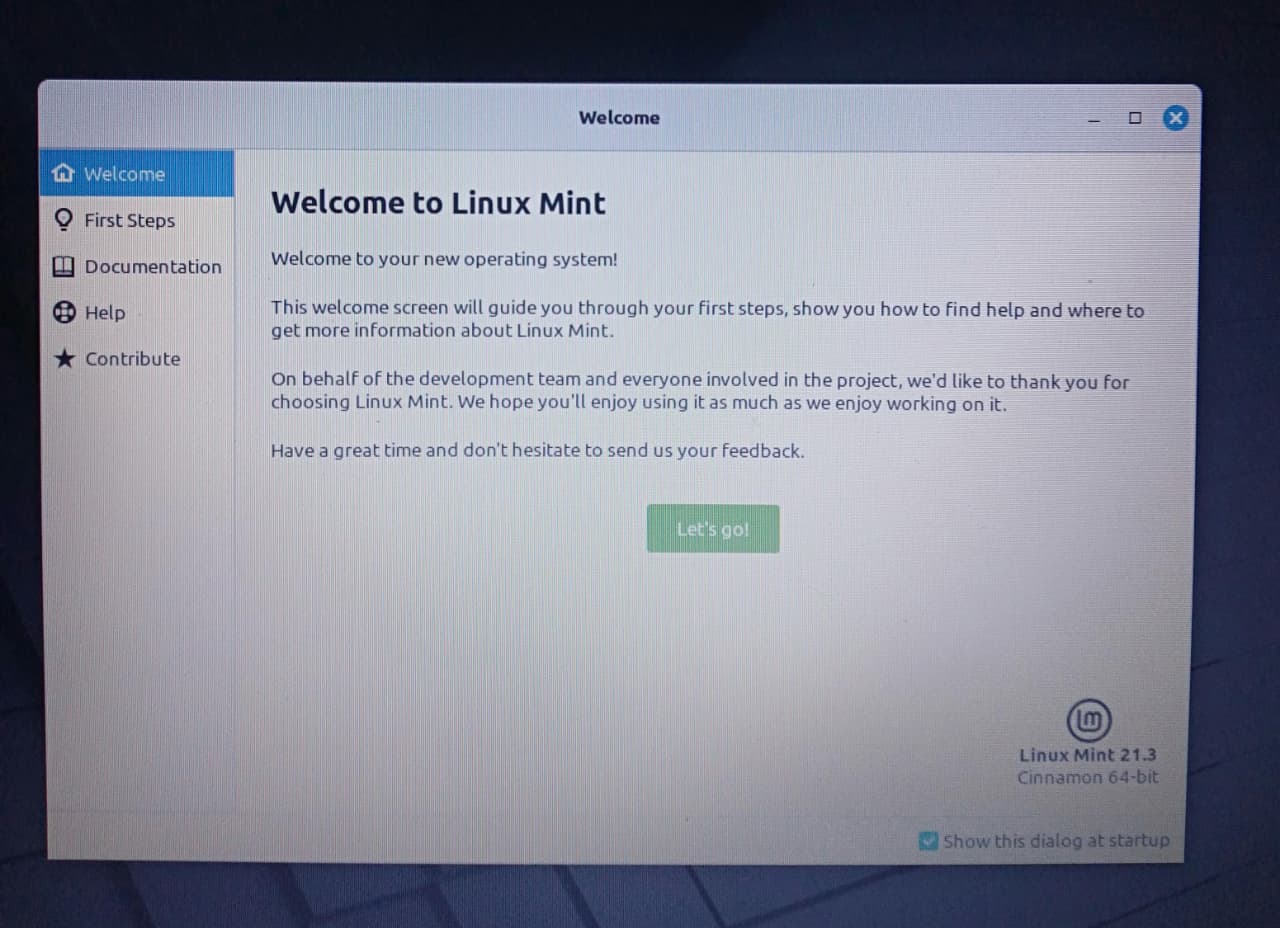 Welcome
Welcome
First Steps
Documentation
Help
Contribute
Welcome to Linux Mint
Welcome to your new operating system!
This welcome screen will guide you through your first steps, show you how to find help and where to
get more information about Linux Mint.
On behalf of the development team and everyone involved in the project, we'd like to thank you for
choosing Linux Mint. We hope you'll enjoy using it as much as we enjoy working on it.
Have a great time and don't hesitate to send us your feedback.
Let's go!
Linux Mint 21.3
Cinnamon 64-bit
Show this dialog at startup